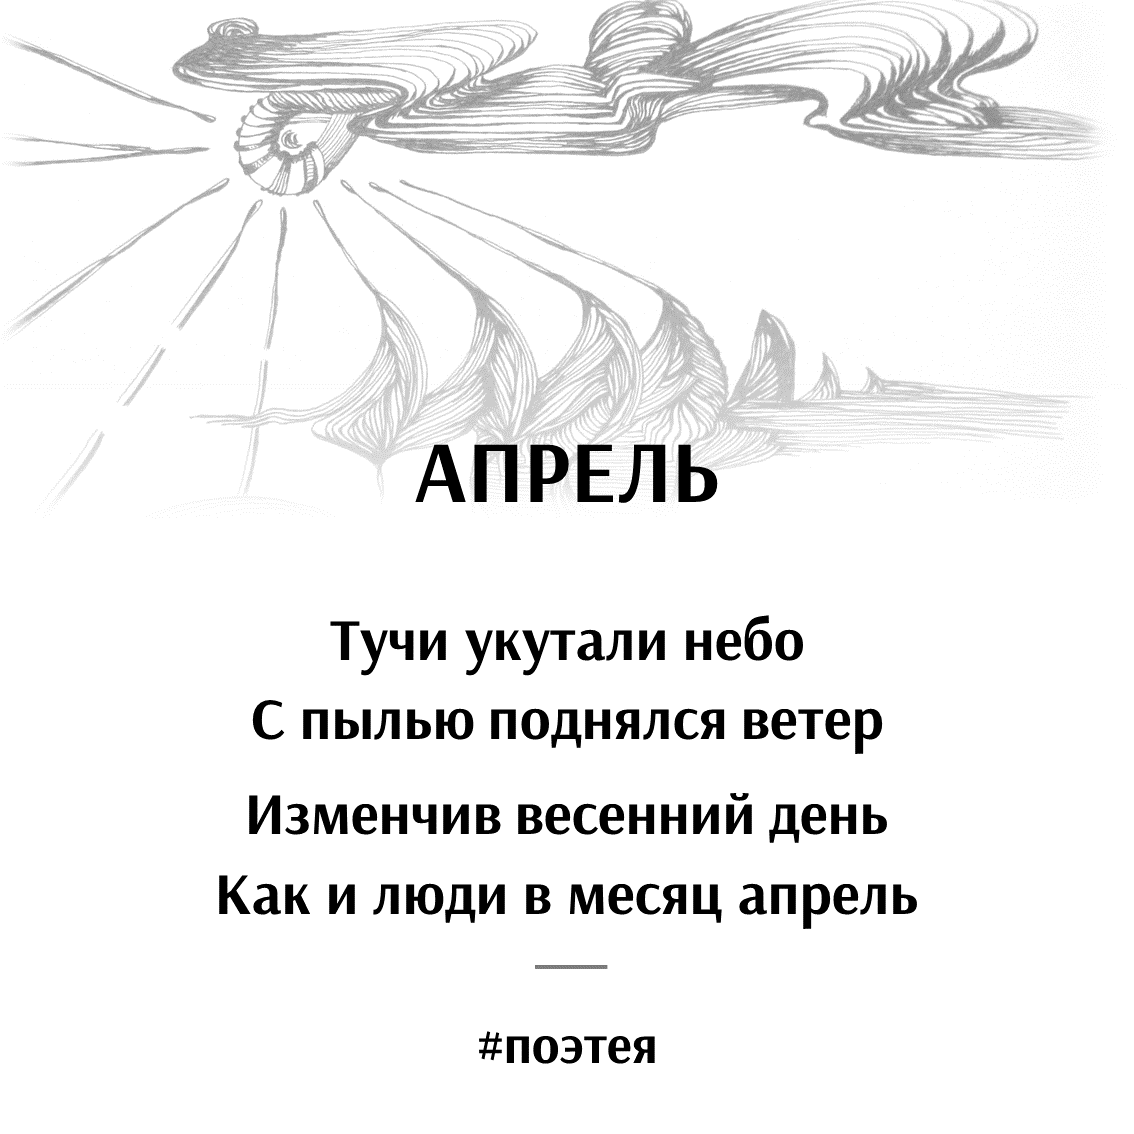 АПРЕЛЬ
Тучи укутали небо
С пылью поднялся ветер
Изменчив весенний день
Как и люди в месяц апрель
#поэтея